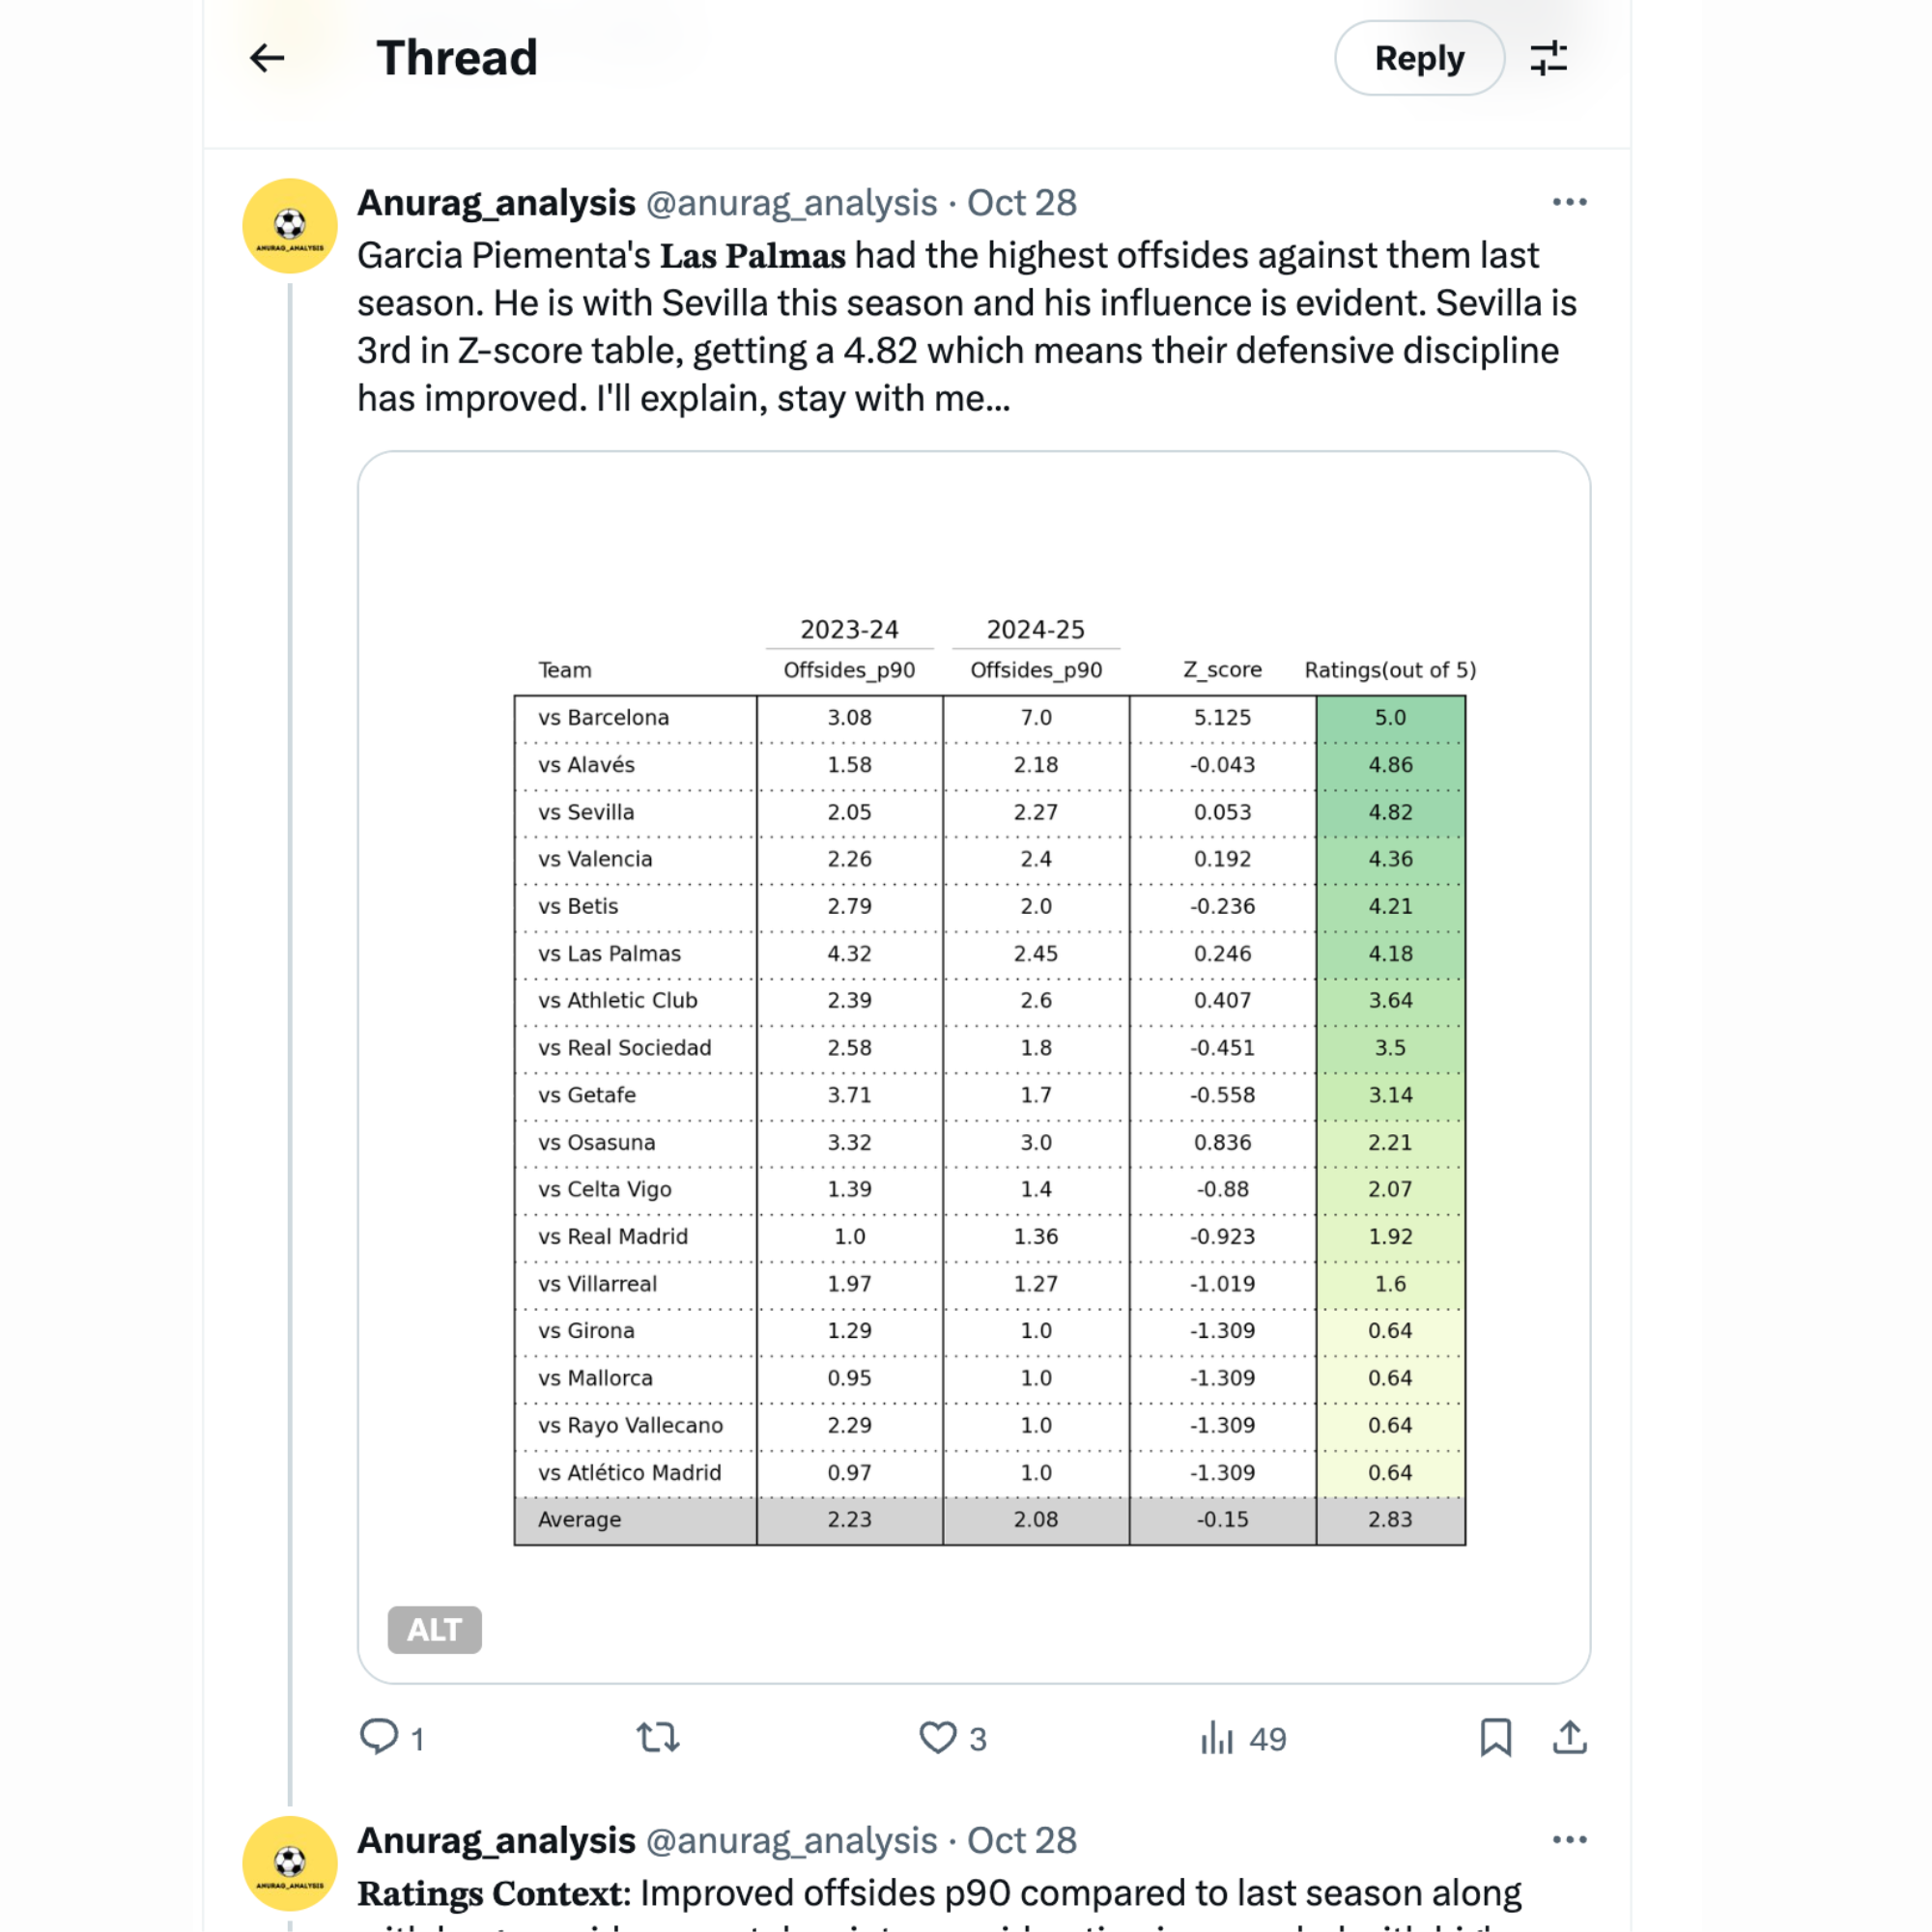 Thread
Reply
Anurag_analysis @anurag_analysis · Oct 28
ANURAG_ANALYSIS
Garcia Piementa's Las Palmas had the highest offsides against them last
season. He is with Sevilla this season and his influence is evident. Sevilla is
3rd in Z-score table, getting a 4.82 which means their defensive discipline
has improved. I'll explain, stay with me...
2023-24 2024-25
Team Offsides_p90 Offsides_p90 Z_score Ratings(out of 5)
vs Barcelona 3.08 7.0 5.125 5.0
vs Alavés 1.58 2.18 -0.043 4.86
vs Sevilla 2.05 2.27 0.053 4.82
vs Valencia 2.26 2.4 0.192 4.36
vs Betis 2.79 2.0 -0.236 4.21
vs Las Palmas 4.32 2.45 0.246 4.18
vs Athletic Club 2.39 2.6 0.407 3.64
vs Real Sociedad 2.58 1.8 -0.451 3.5
vs Getafe 3.71 1.7 -0.558 3.14
vs Osasuna 3.32 3.0 0.836 2.21
vs Celta Vigo 1.39 1.4 -0.88 2.07
vs Real Madrid 1.0 1.36 -0.923 1.92
vs Villarreal 1.97 1.27 -1.019 1.6
vs Girona 1.29 1.0 -1.309 0.64
vs Mallorca 0.95 1.0 -1.309 0.64
vs Rayo Vallecano 2.29 1.0 -1.309 0.64
vs Atlético Madrid 0.97 1.0 -1.309 0.64
Average 2.23 2.08 -0.15 2.83
ALT
1 3 49
Anurag_analysis @anurag_analysis · Oct 28
ANURAG_ANALYSIS
Ratings Context: Improved offsides p90 compared to last season along